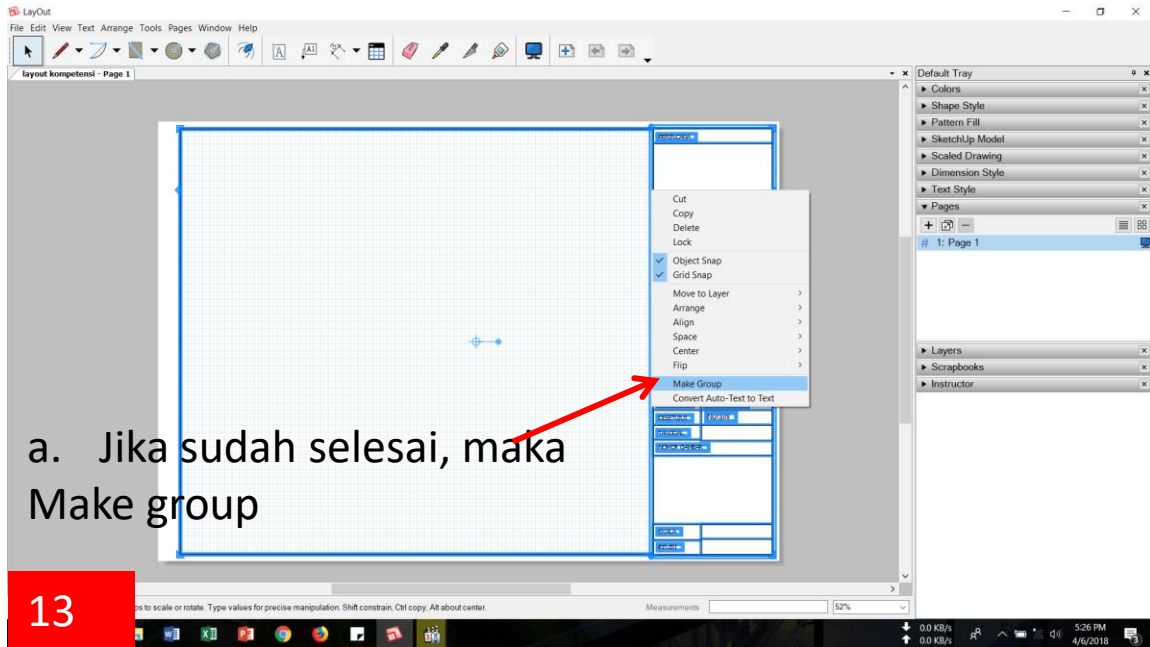 LayOut
File Edit View Text Arrange Tools Pages Window Help
layout kompetensi - Page 1
Default Tray
Colors
Shape Style
Pattern Fill
SketchUp Model
Scaled Drawing
Dimension Style
Text Style
Pages
# 1: Page 1
Layers
Scrapbooks
Instructor
Cut
Copy
Delete
Lock
Object Snap
Grid Snap
Move to Layer
Arrange
Align
Space
Center
Flip
Make Group
Convert Auto-Text to Text
a. Jika sudah selesai, maka
Make group
13
to scale or rotate. Type values for precise manipulation. Shift constrain, Ctrl copy, Alt about center.
Measurements
52%
0.0 KB/s
0.0 KB/s
5:26 PM
4/6/2018